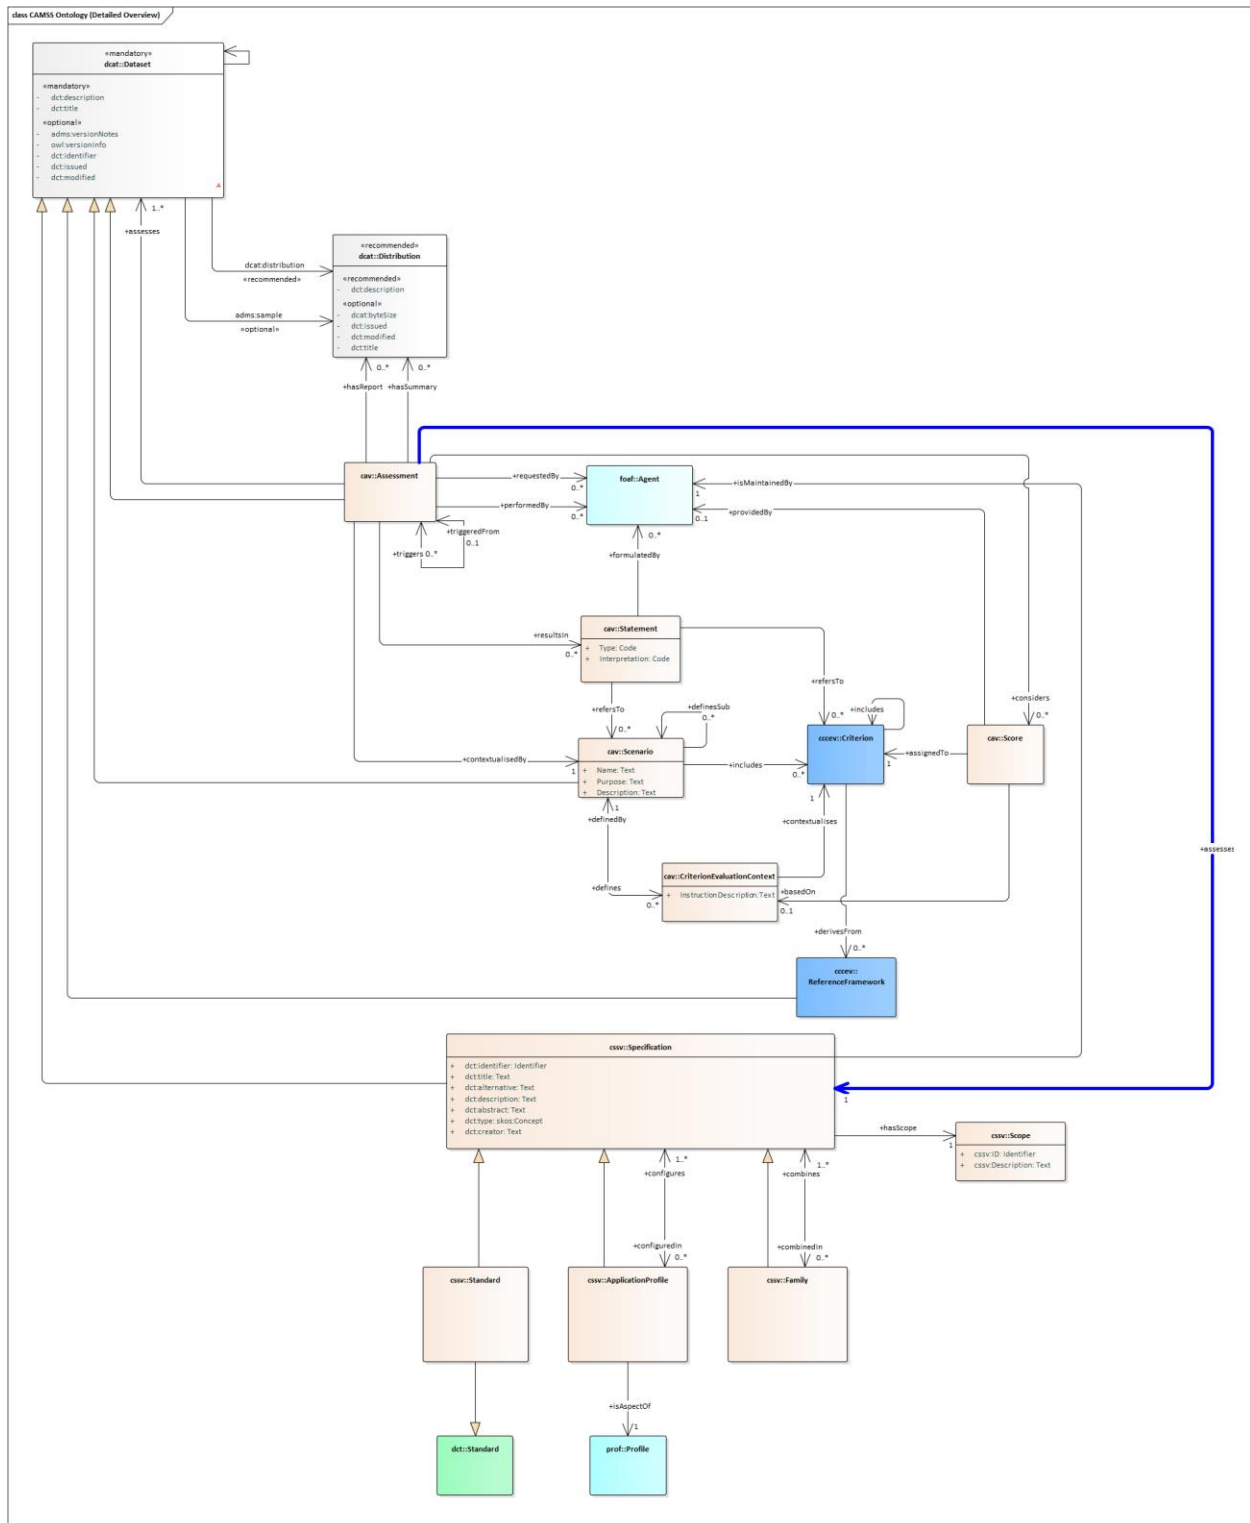 class CAMSS Ontology (Detailed Overview)
«mandatory»
dcat::Dataset
«mandatory»
- dct:description
- dct:title
«optional»
- adms:versionNotes
- owl:versionInfo
- dct:identifier
- dct:issued
- dct:modified
A
1..*
+assesses
«recommended»
dcat::Distribution
«recommended»
- dct:description
«optional»
- dcat:byteSize
- dct:issued
- dct:modified
- dct:title
dcat:distribution
«recommended»
adms:sample
«optional»
0..*
0..*
+hasReport
+hasSummary
cav::Assessment
+requestedBy
0..*
+performedBy
0..*
foaf::Agent
+isMaintainedBy
1
0..1
+providedBy
+triggeredFrom
0..1
+triggers 0..*
0..*
+formulatedBy
cav::Statement
+ Type: Code
+ Interpretation: Code
+resultsIn
0..*
+refersTo
0..*
+refersTo
0..*
+definesSub
0..*
+includes
+considers
0..*
cav::Scenario
+ Name: Text
+ Purpose: Text
+ Description: Text
+contextualisedBy
1
+includes
0..*
cccev::Criterion
+assignedTo
1
cav::Score
1
+definedBy
1
+contextualises
+defines
0..*
cav::CriterionEvaluationContext
+ InstructionDescription:Text
+basedOn
0..1
+assesses
+derivesFrom
0..*
cccev::
ReferenceFramework
cssv::Specification
+ dct:identifier: Identifier
+ dct:title: Text
+ dct:alternative: Text
+ dct:description: Text
+ dct:abstract: Text
+ dct:type: skos:Concept
+ dct:creator: Text
1
+hasScope
1
cssv::Scope
+ cssv:ID: Identifier
+ cssv:Description: Text
1..*
+configures
1..*
+combines
+configuredIn
0..*
+combinedIn
0..*
cssv::Standard
cssv::ApplicationProfile
cssv::Family
+isAspectOf
1
dct::Standard
prof::Profile